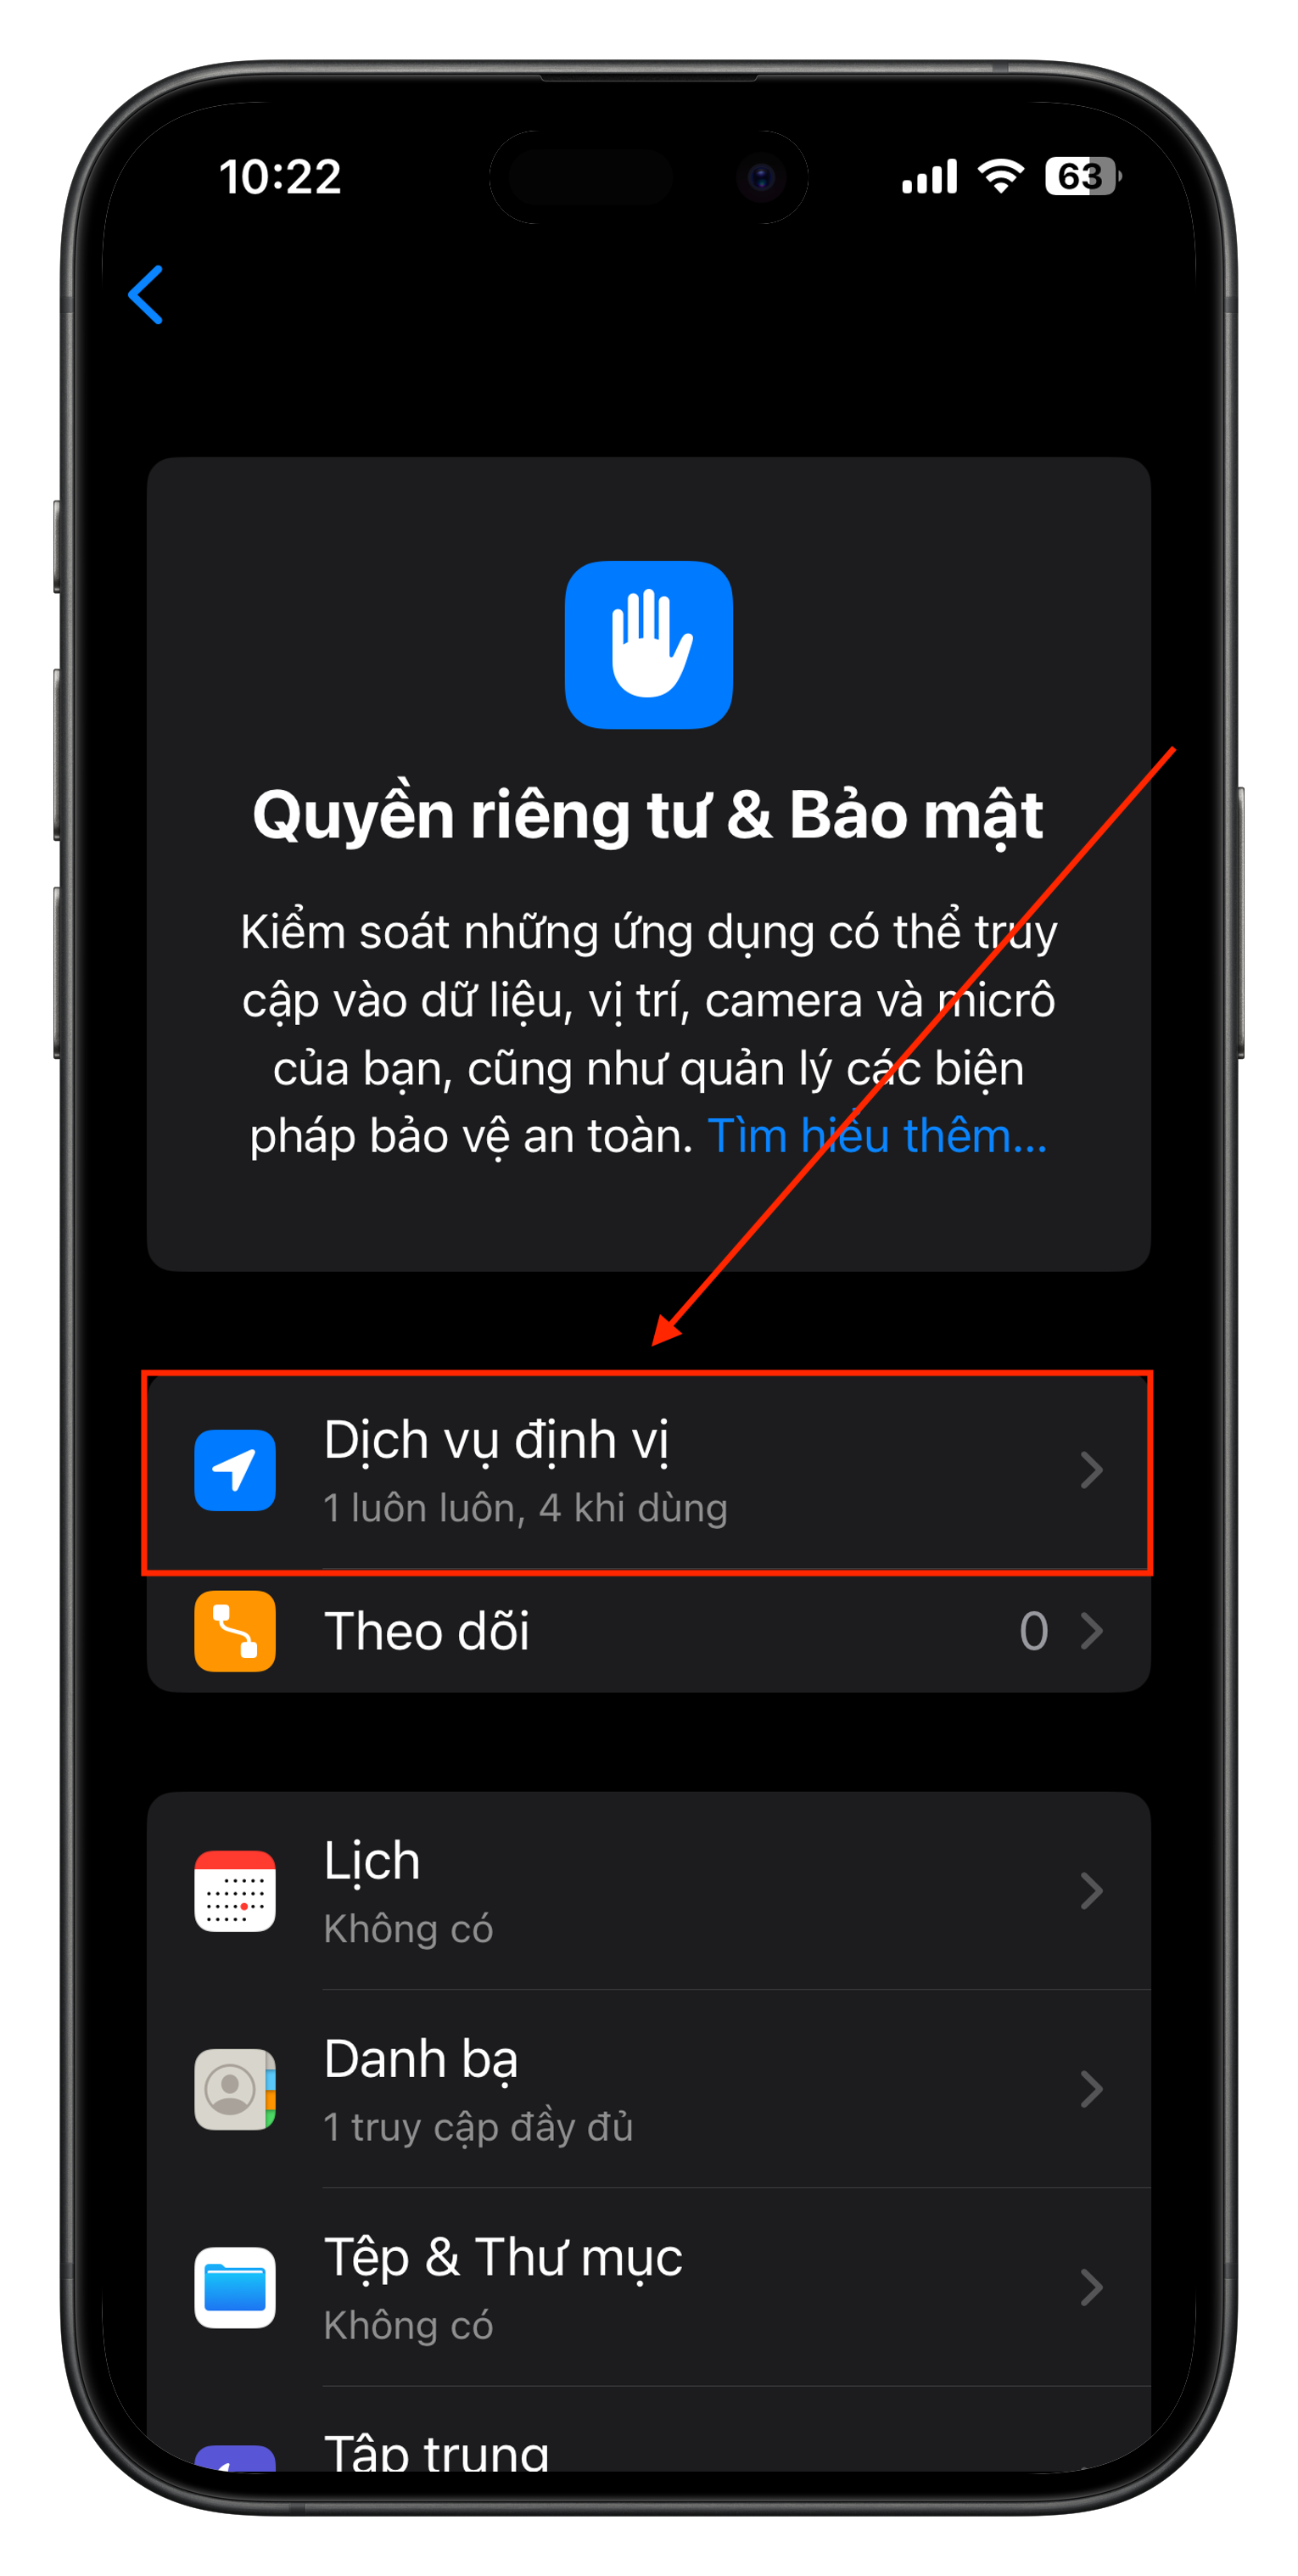 10:22
63
Quyền riêng tư & Bảo mật
Kiểm soát những ứng dụng có thể truy
cập vào dữ liệu, vị trí, camera và micrô
của bạn, cũng như quản lý các biện
pháp bảo vệ an toàn. Tìm hiểu thêm...
Dịch vụ định vị
1 luôn luôn, 4 khi dùng
Theo dõi
0
Lịch
Không có
Danh bạ
1 truy cập đầy đủ
Tệp & Thư mục
Không có
Tập trung